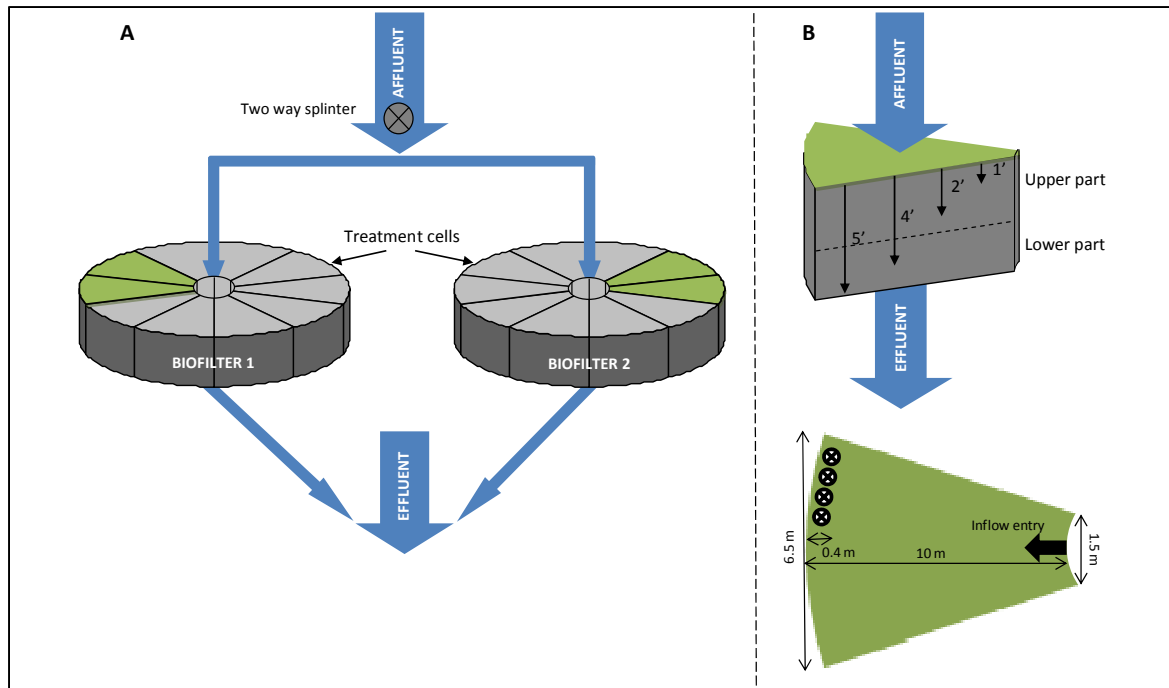 A
AFFLUENT
Two way splinter
Treatment cells
BIOFILTER 1
BIOFILTER 2
EFFLUENT
B
AFFLUENT
1’
2’
4’
5’
Upper part
Lower part
EFFLUENT
Inflow entry
6.5 m
0.4 m
10 m
1.5 m